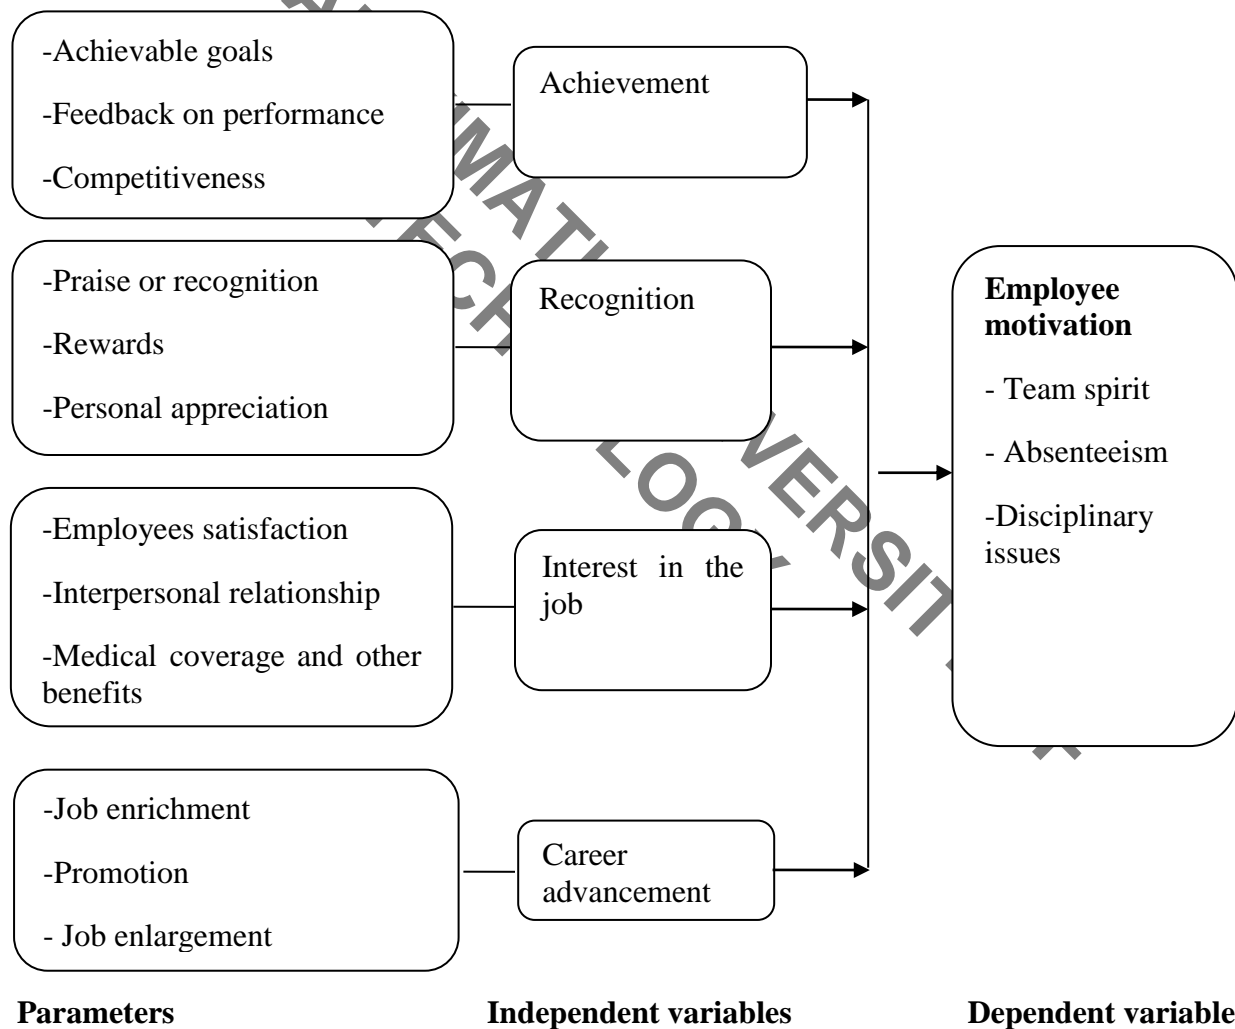 -Achievable goals
-Feedback on performance
-Competitiveness
Achievement
-Praise or recognition
-Rewards
-Personal appreciation
Recognition
Employee
motivation
- Team spirit
- Absenteeism
-Disciplinary
issues
-Employees satisfaction
-Interpersonal relationship
-Medical coverage and other
benefits
Interest in the
job
-Job enrichment
-Promotion
- Job enlargement
Career
advancement
Parameters
Independent variables
Dependent variable